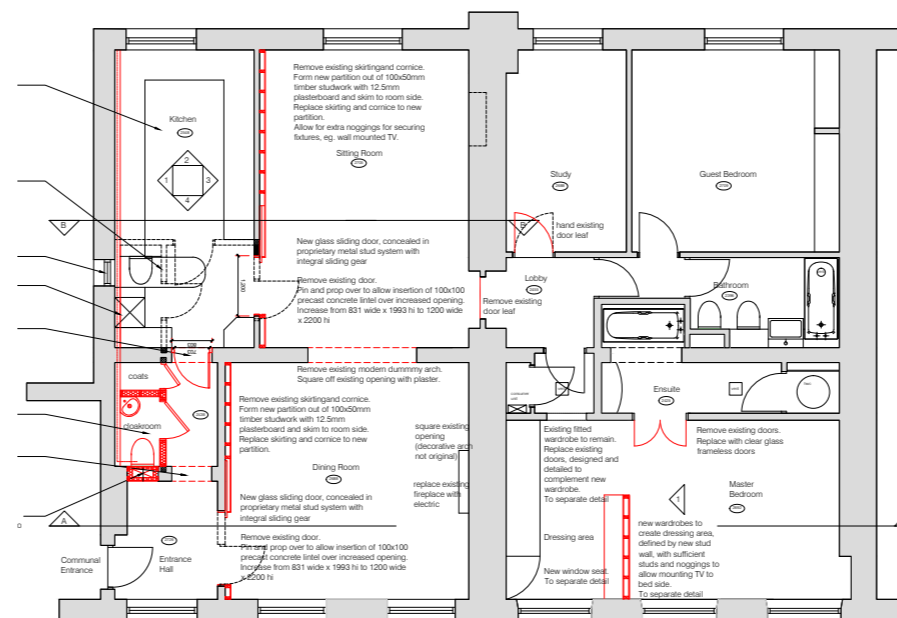 Remove existing skirtingand cornice.
Form new partition out of 100x50mm
timber studwork with 12.5mm
plasterboard and skim to room side.
Replace skirting and cornice to new
partition.
Allow for extra noggings for securing
fixtures, eg. wall mounted TV.
Sitting Room
Kitchen
2
1 3
4
Study
Guest Bedroom
B
B
hand existing
door leaf
New glass sliding door, concealed in
proprietary metal stud system with
integral sliding gear
Remove existing door.
Pin and prop over to allow insertion of 100x100
precast concrete lintel over increased opening.
Increase from 831 wide x 1993 hi to 1200 wide
x 2200 hi
1200
Lobby
Remove existing
door leaf
Bathroom
Remove existing modern dummmy arch.
Square off existing opening with plaster.
coats
cloakroom
Remove existing skirtingand cornice.
Form new partition out of 100x50mm
timber studwork with 12.5mm
plasterboard and skim to room side.
Replace skirting and cornice to new
partition.
square existing
opening
(decorative arch
not original)
Dining Room
replace existing
fireplace with
electric
New glass sliding door, concealed in
proprietary metal stud system with
integral sliding gear
Remove existing door.
Pin and prop over to allow insertion of 100x100
precast concrete lintel over increased opening.
Increase from 831 wide x 1993 hi to 1200 wide
x 2200 hi
Ensuite
Existing fitted
wardrobe to remain.
Replace existing
doors, designed and
detailed to
complement new
wardrobe.
To separate detail
Remove existing doors.
Replace with clear glass
frameless doors
Master
Bedroom
1
Dressing area
new wardrobes to
create dressing area,
defined by new stud
wall, with sufficient
studs and noggings to
allow mounting TV to
bed side.
To separate detail
New window seat.
To separate detail
A
Communal
Entrance
Entrance
Hall